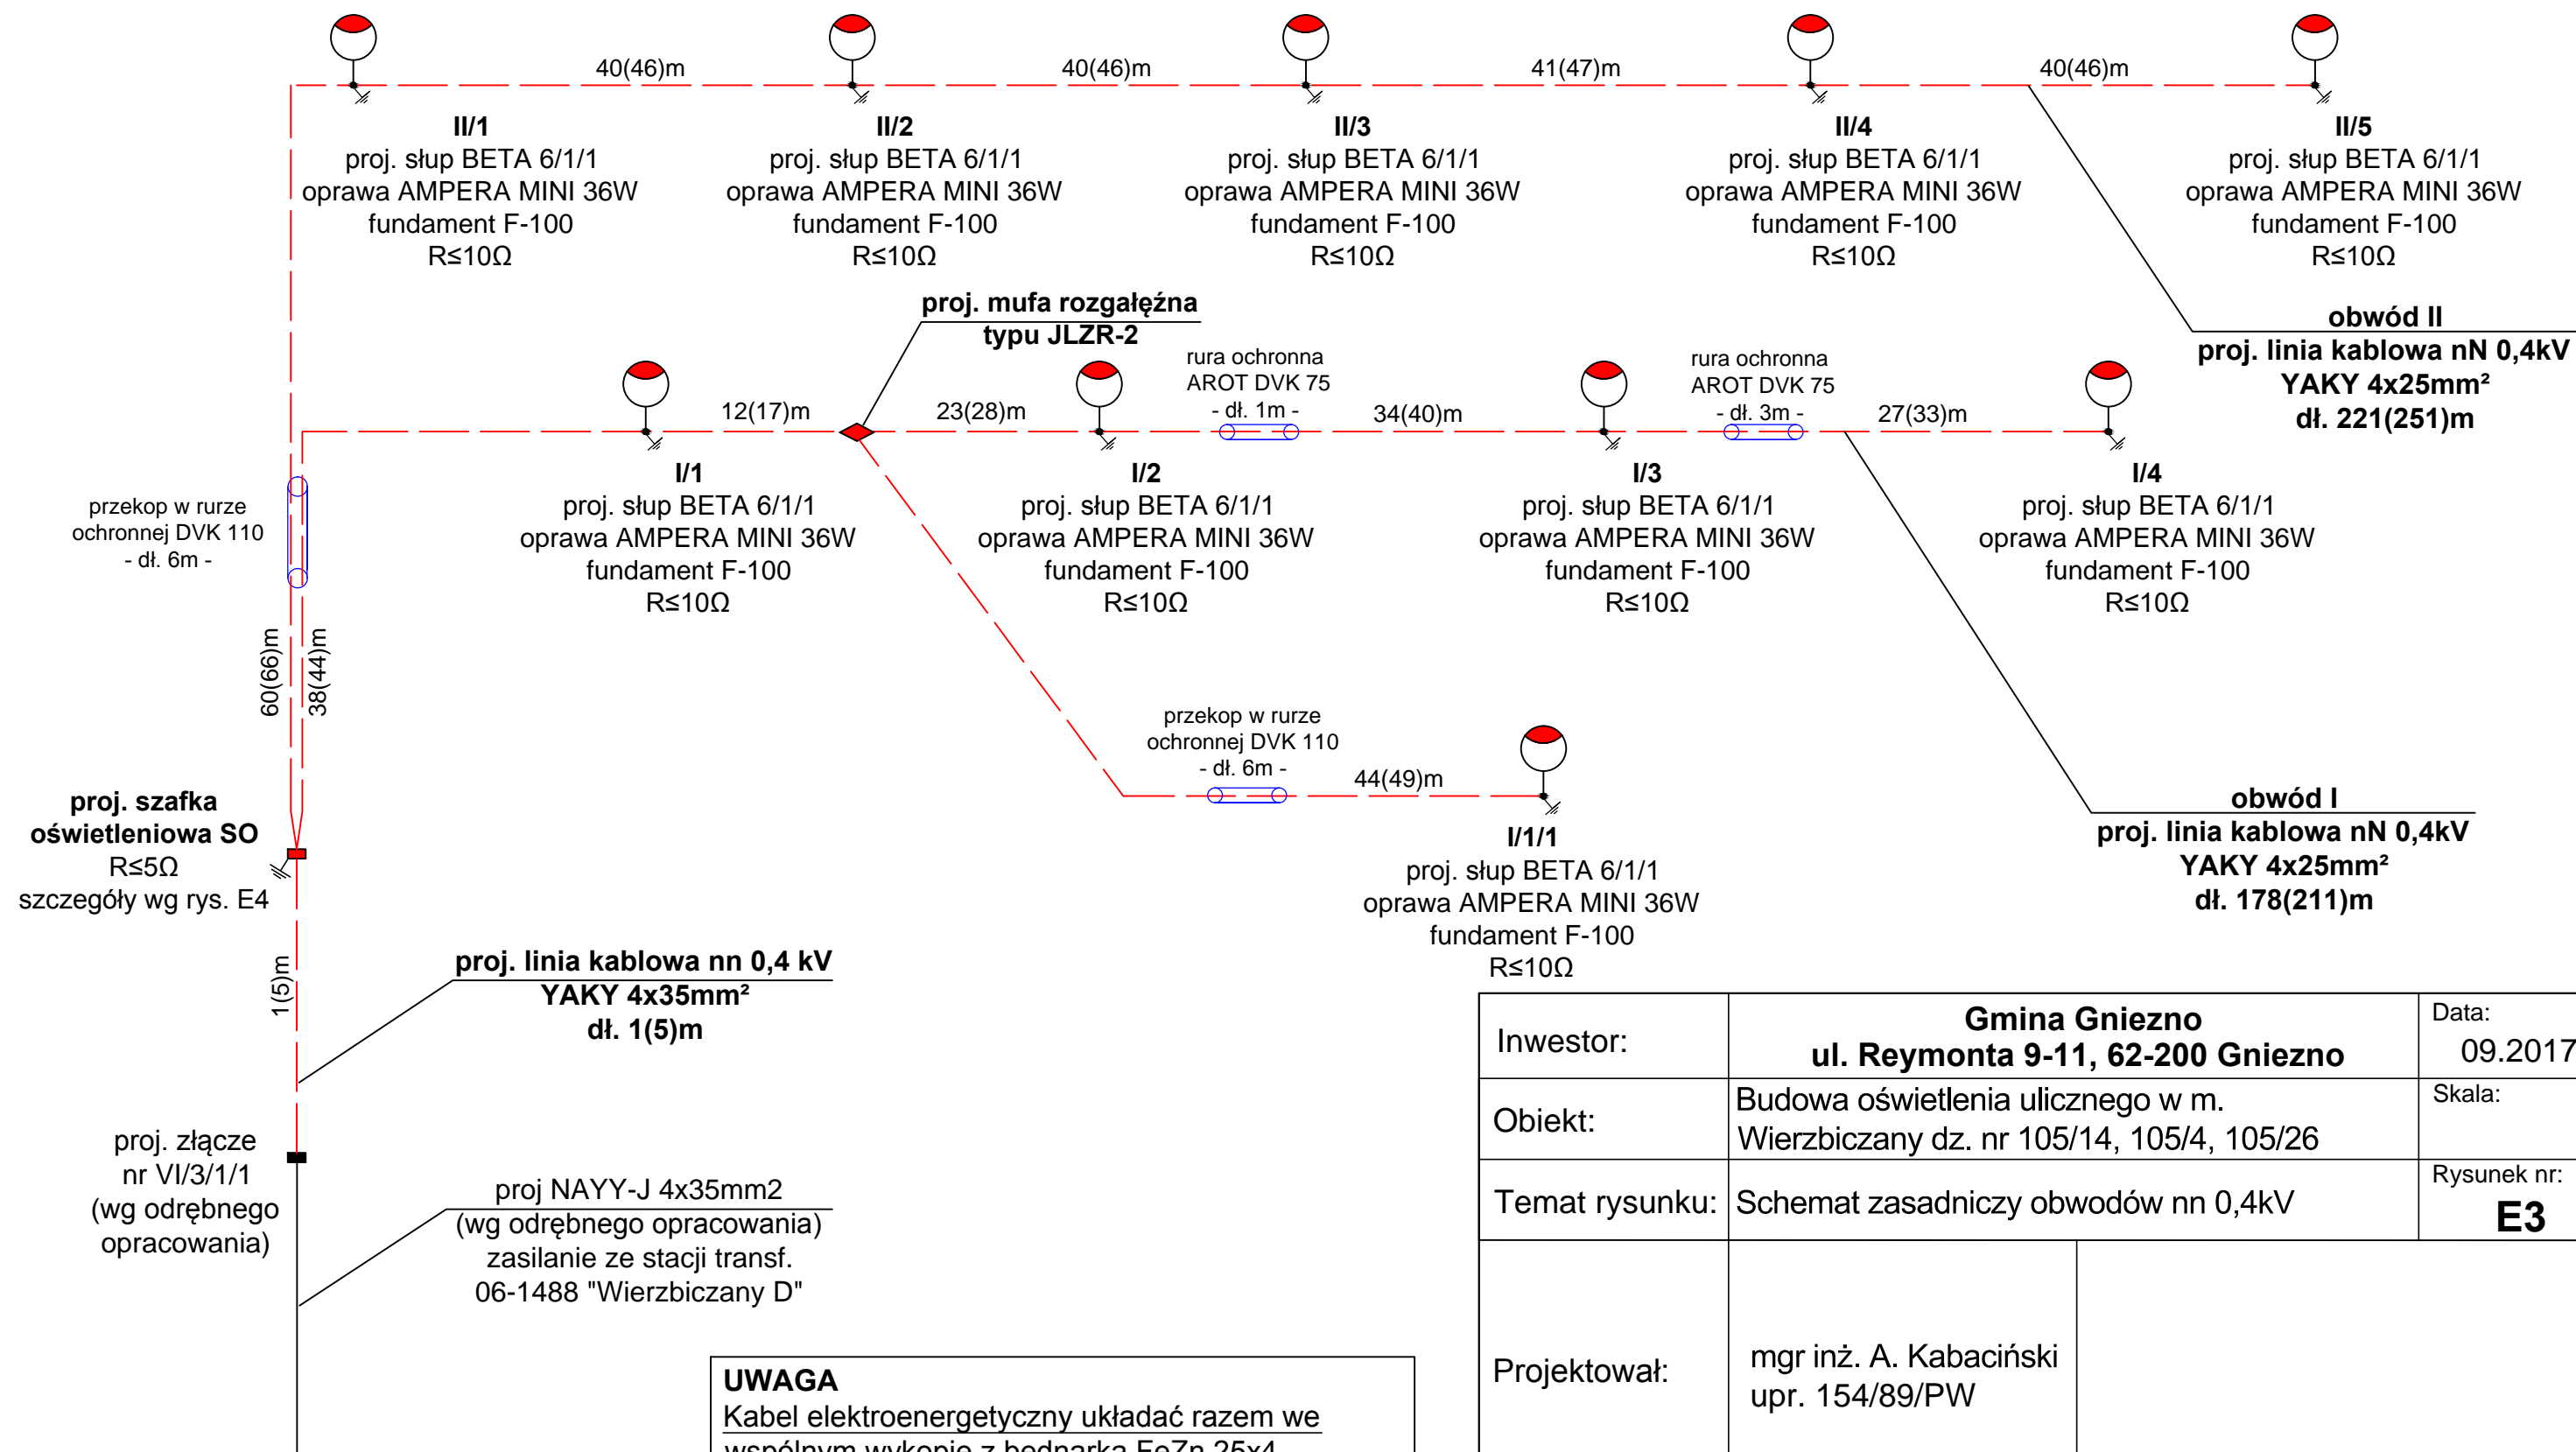 40(46)m
40(46)m
41(47)m
40(46)m
II/1
proj. słup BETA 6/1/1
oprawa AMPERA MINI 36W
fundament F-100
R≤10Ω
II/2
proj. słup BETA 6/1/1
oprawa AMPERA MINI 36W
fundament F-100
R≤10Ω
II/3
proj. słup BETA 6/1/1
oprawa AMPERA MINI 36W
fundament F-100
R≤10Ω
II/4
proj. słup BETA 6/1/1
oprawa AMPERA MINI 36W
fundament F-100
R≤10Ω
II/5
proj. słup BETA 6/1/1
oprawa AMPERA MINI 36W
fundament F-100
R≤10Ω
obwód II
proj. linia kablowa nN 0,4kV
YAKY 4x25mm²
dł. 221(251)m
proj. mufa rozgałęźna
typu JLZR-2
rura ochronna
AROT DVK 75
- dł. 1m -
rura ochronna
AROT DVK 75
- dł. 3m -
12(17)m
23(28)m
34(40)m
27(33)m
I/1
proj. słup BETA 6/1/1
oprawa AMPERA MINI 36W
fundament F-100
R≤10Ω
I/2
proj. słup BETA 6/1/1
oprawa AMPERA MINI 36W
fundament F-100
R≤10Ω
I/3
proj. słup BETA 6/1/1
oprawa AMPERA MINI 36W
fundament F-100
R≤10Ω
I/4
proj. słup BETA 6/1/1
oprawa AMPERA MINI 36W
fundament F-100
R≤10Ω
przekop w rurze
ochronnej DVK 110
- dł. 6m -
60(66)m
38(44)m
przekop w rurze
ochronnej DVK 110
- dł. 6m -
44(49)m
I/1/1
proj. słup BETA 6/1/1
oprawa AMPERA MINI 36W
fundament F-100
R≤10Ω
obwód I
proj. linia kablowa nN 0,4kV
YAKY 4x25mm²
dł. 178(211)m
proj. szafka
oświetleniowa SO
R≤5Ω
szczegóły wg rys. E4
1(5)m
proj. linia kablowa nn 0,4 kV
YAKY 4x35mm²
dł. 1(5)m
proj. złącze
nr VI/3/1/1
(wg odrębnego
opracowania)
proj NAYY-J 4x35mm2
(wg odrębnego opracowania)
zasilanie ze stacji transf.
06-1488 "Wierzbiczany D"
UWAGA
Kabel elektroenergetyczny układać razem we
wspólnym wykopie z bednarką FeZn 25x4
Inwestor:
Gmina Gniezno
ul. Reymonta 9-11, 62-200 Gniezno
Data:
09.2017
Obiekt:
Budowa oświetlenia ulicznego w m.
Wierzbiczany dz. nr 105/14, 105/4, 105/26
Skala:
Temat rysunku:
Schemat zasadniczy obwodów nn 0,4kV
Rysunek nr:
E3
Projektował:
mgr inż. A. Kabaciński
upr. 154/89/PW